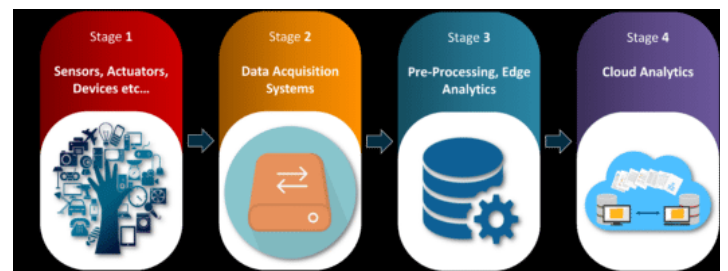 Stage 1
Sensors, Actuators,
Devices etc...
Stage 2
Data Acquisition
Systems
Stage 3
Pre-Processing, Edge
Analytics
Stage 4
Cloud Analytics